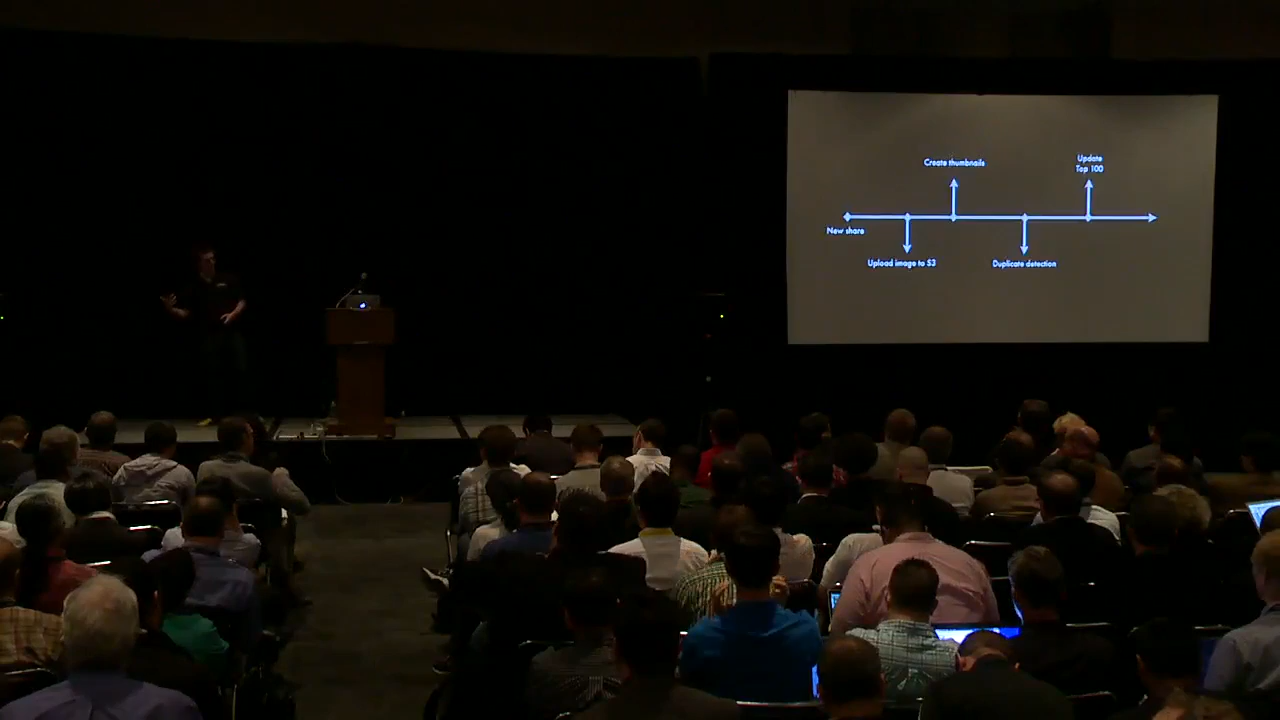 Create thumbnails
Update
Top 100
New share
Upload image to S3
Duplicate detection